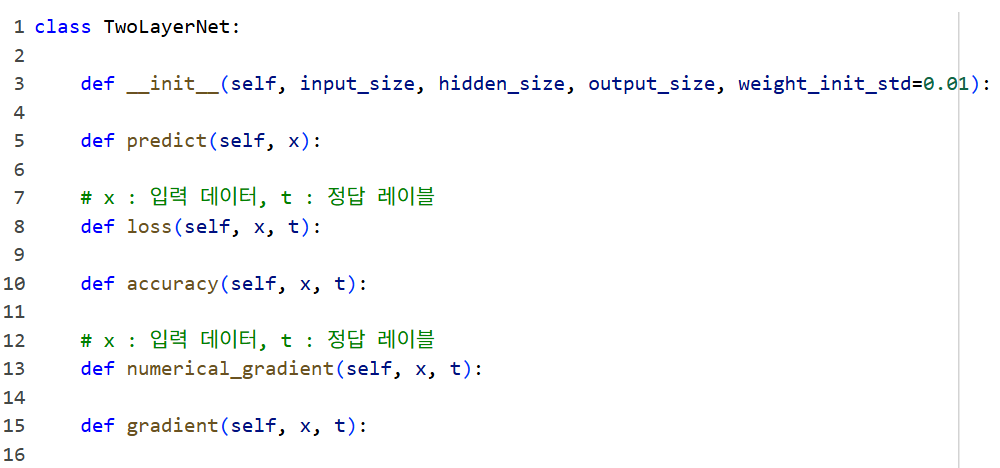 1 class TwoLayerNet:
2
3     def __init__(self, input_size, hidden_size, output_size, weight_init_std=0.01):
4
5     def predict(self, x):
6
7     # x : 입력 데이터, t : 정답 레이블
8     def loss(self, x, t):
9
10     def accuracy(self, x, t):
11
12     # x : 입력 데이터, t : 정답 레이블
13     def numerical_gradient(self, x, t):
14
15     def gradient(self, x, t):
16